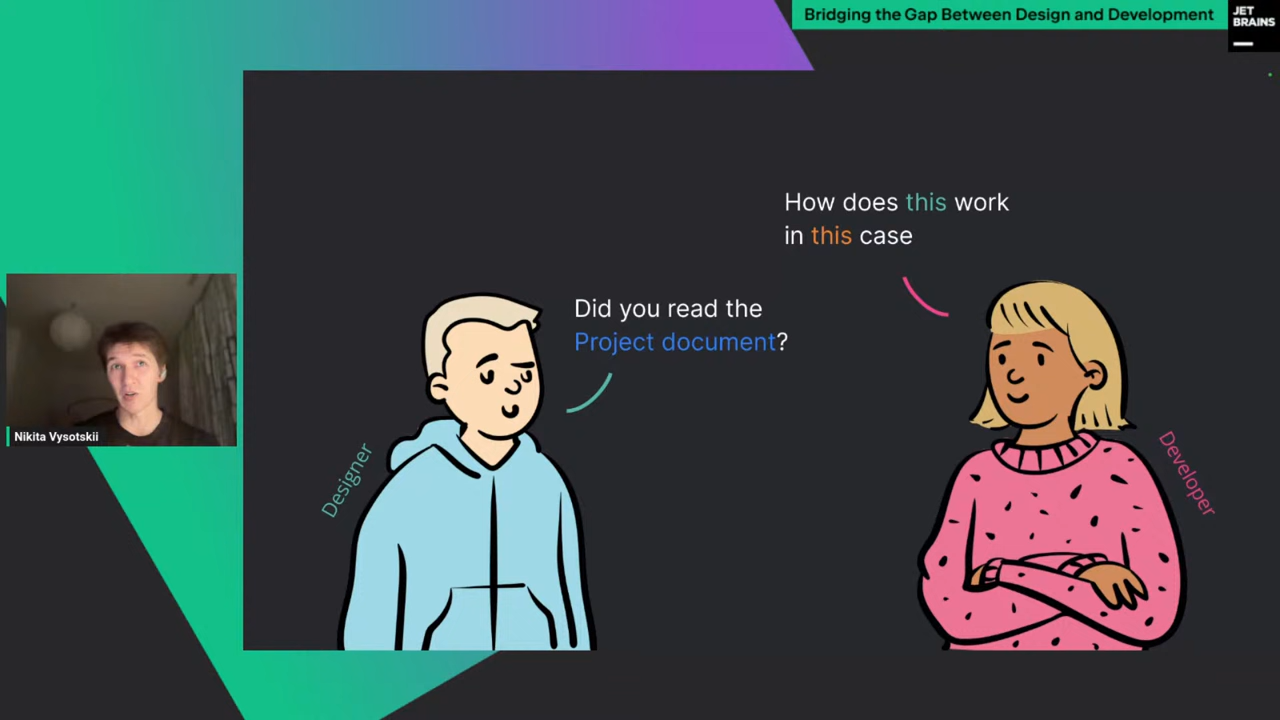 Bridging the Gap Between Design and Development
JET
BRAINS
How does this work
in this case
Did you read the
Project document?
Nikita Vysotskii
Designer
Developer